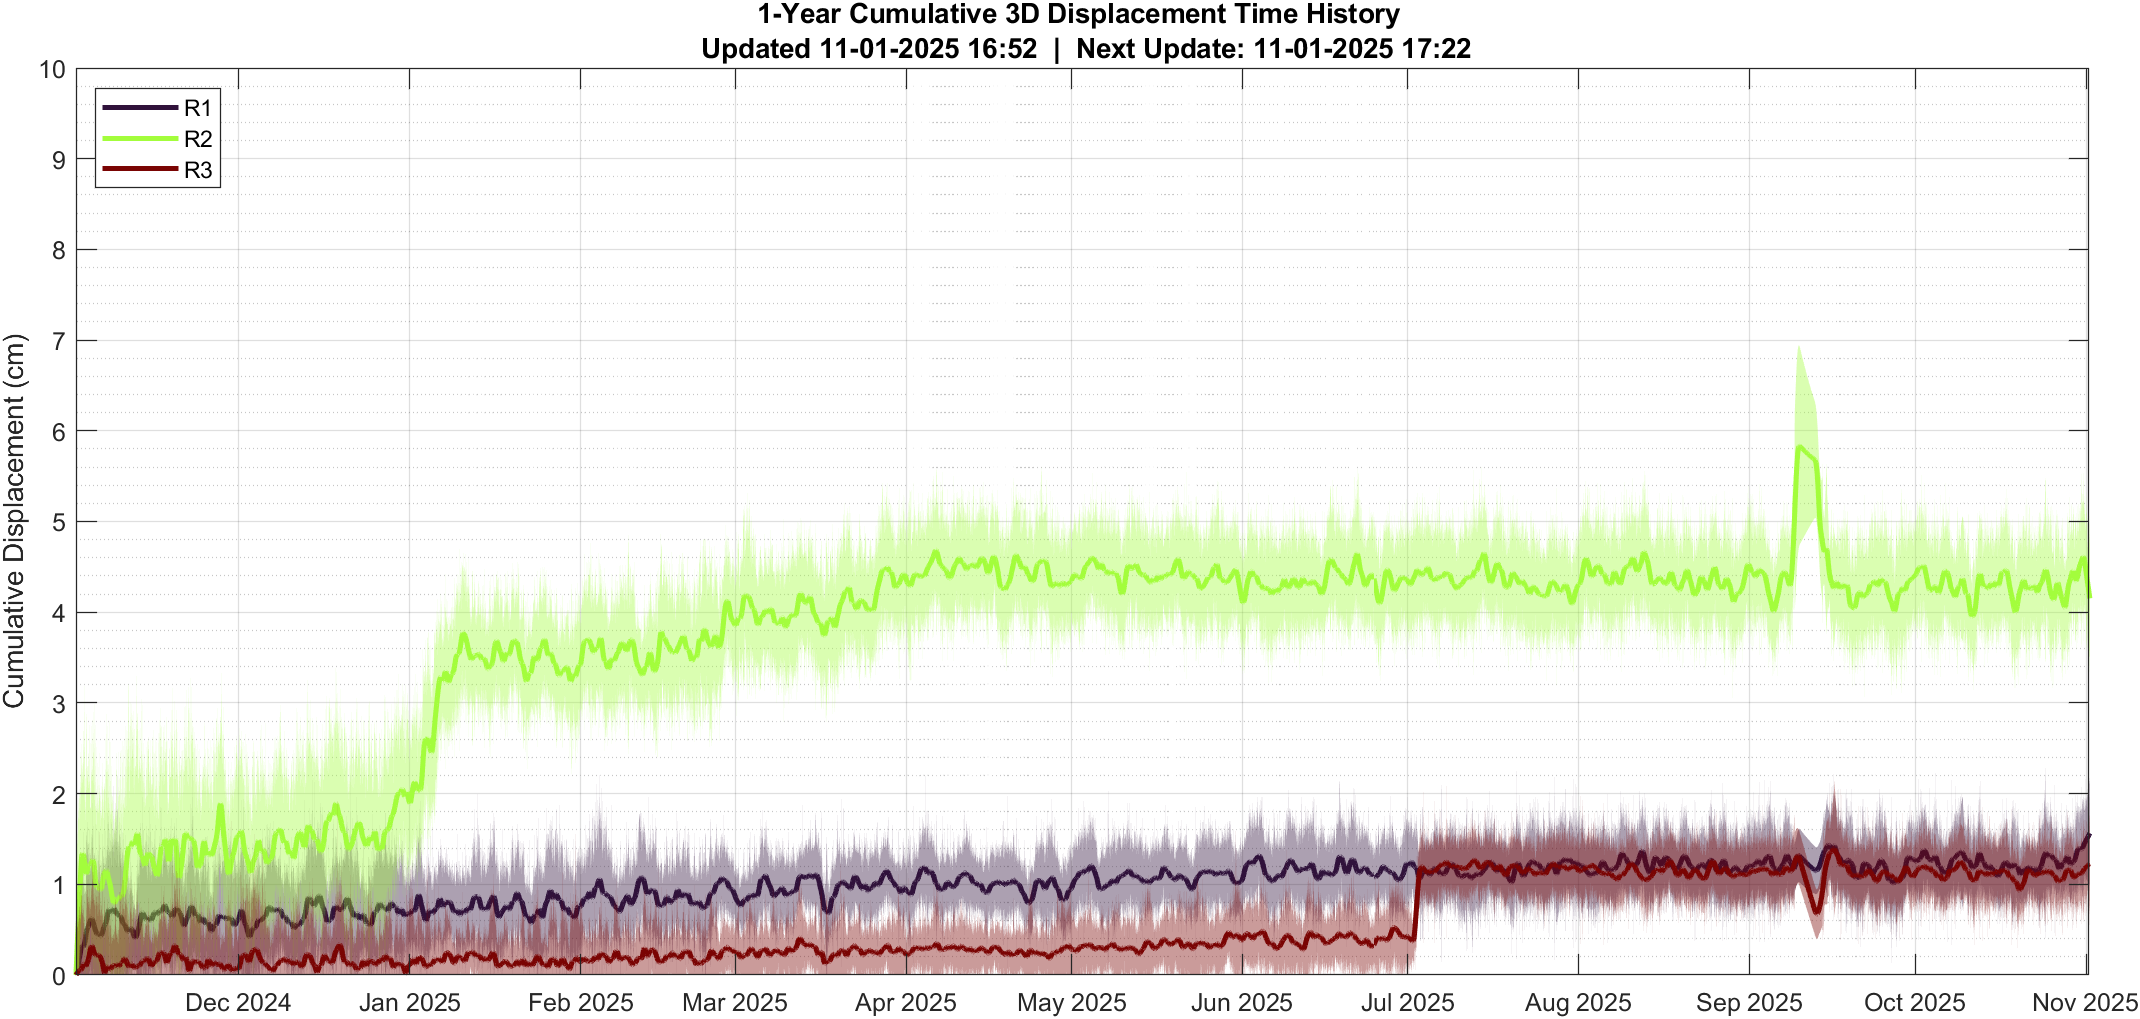 1-Year Cumulative 3D Displacement Time History
Updated 11-01-2025 16:52 | Next Update: 11-01-2025 17:22
R1
R2
R3
Cumulative Displacement (cm)
10
9
8
7
6
5
4
3
2
1
0
Dec 2024 Jan 2025 Feb 2025 Mar 2025 Apr 2025 May 2025 Jun 2025 Jul 2025 Aug 2025 Sep 2025 Oct 2025 Nov 2025